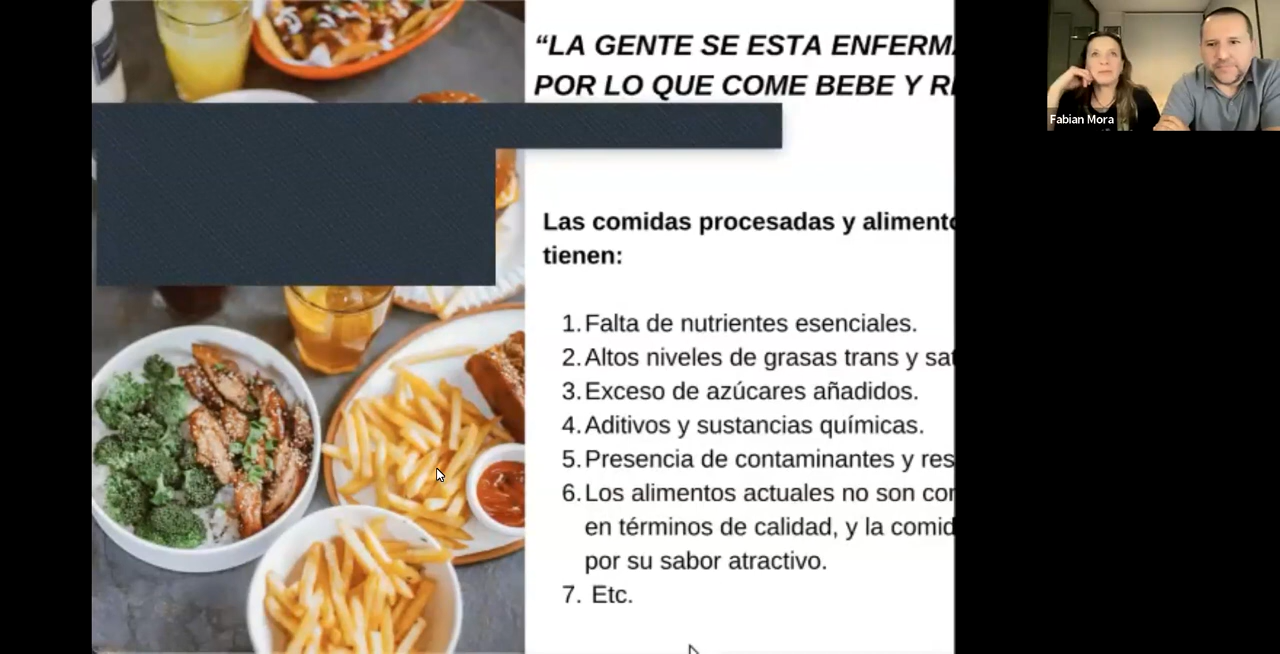 “LA GENTE SE ESTA
POR LO QUE COME BEBE Y
Fabian Mora
Las comidas procesadas y
tienen:
1. Falta de nutrientes esenciales.
2. Altos niveles de grasas trans y
3. Exceso de azúcares añadidos.
4. Aditivos y sustancias químicas.
5. Presencia de contaminantes y
6. Los alimentos actuales no son
en términos de calidad, y la
por su sabor atractivo.
7. Etc.